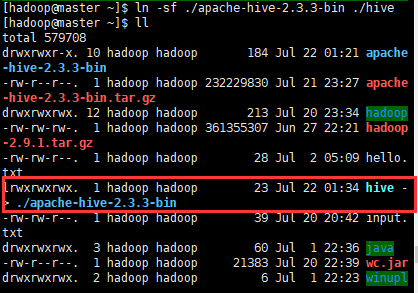 [hadoop@master ~]$ ln -sf ./apache-hive-2.3.3-bin ./hive
[hadoop@master ~]$ ll
total 579708
drwxrwxr-x. 10 hadoop hadoop       184 Jul 22 01:21 apache
-hive-2.3.3-bin
-rw-r--r--.  1 hadoop hadoop 232229830 Jul 21 23:27 apache
-hive-2.3.3-bin.tar.gz
drwxrwxrwx. 12 hadoop hadoop       213 Jul 20 23:34 hadoop
-rw-rw-rw-.  1 hadoop hadoop 361355307 Jun 27 22:21 hadoop
-2.9.1.tar.gz
-rw-rw-r--.  1 hadoop hadoop        28 Jul  2 05:09 hello.
txt
lrwxrwxrwx.  1 hadoop hadoop        23 Jul 22 01:34 hive -
> ./apache-hive-2.3.3-bin
-rw-rw-r--.  1 hadoop hadoop        39 Jul 20 20:42 input.
txt
drwxrwxrwx.  3 hadoop hadoop        60 Jul  1 22:36 java
-rw-rw-r--.  1 hadoop hadoop     21383 Jul 20 22:39 wc.jar
drwxrwxrwx.  2 hadoop hadoop         6 Jul  1 22:23 winupl